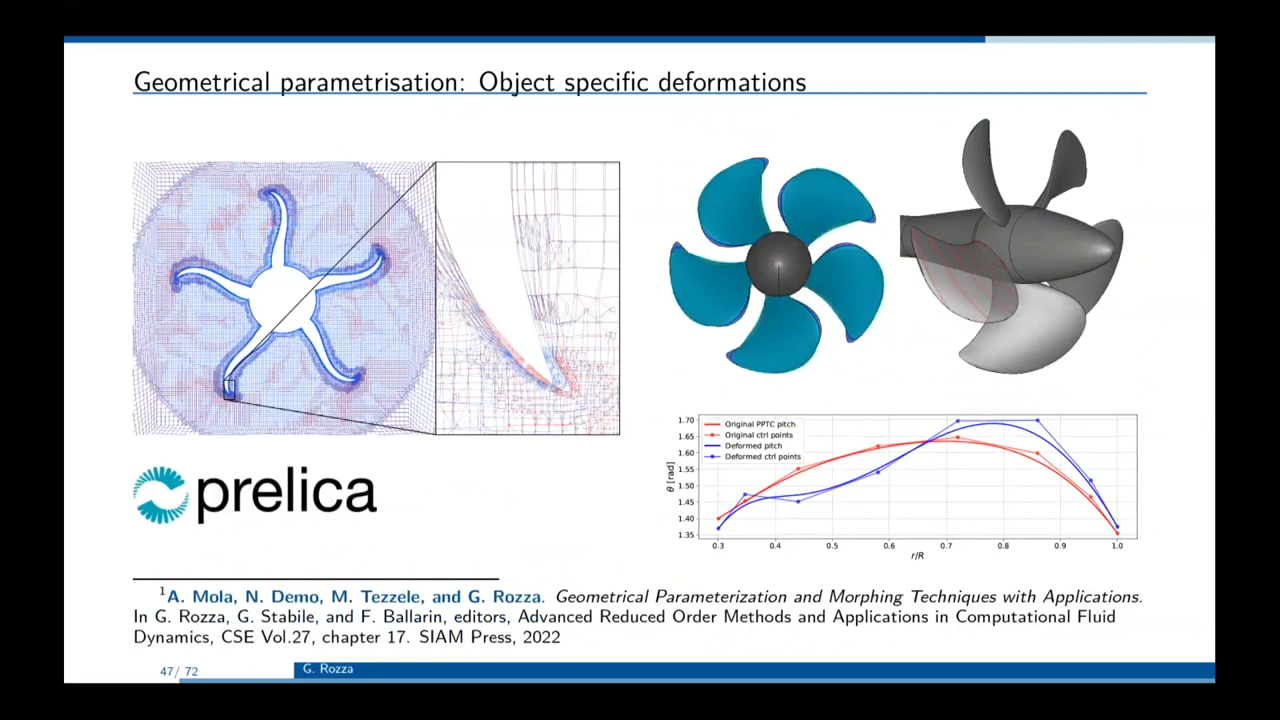 Geometrical parametrisation: Object specific deformations
prelica
1.70
1.65
1.60
1.55
1.50
1.45
1.40
1.35
θ [rad]
Original PPTC pitch
Original ctrl points
Deformed pitch
Deformed ctrl points
0.3 0.4 0.5 0.6 0.7 0.8 0.9 1.0
r/R
1A. Mola, N. Demo, M. Tezzele, and G. Rozza. Geometrical Parameterization and Morphing Techniques with Applications.
In G. Rozza, G. Stabile, and F. Ballarin, editors, Advanced Reduced Order Methods and Applications in Computational Fluid
Dynamics, CSE Vol.27, chapter 17. SIAM Press, 2022
47/ 72
G. Rozza